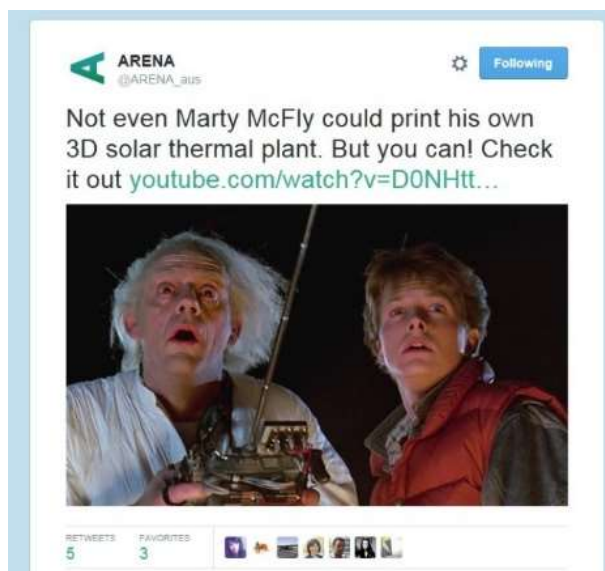 ARENA
@ARENA_aus
Following
Not even Marty McFly could print his own
3D solar thermal plant. But you can! Check
it out youtube.com/watch?v=D0NHtt...
RETWEETS
FAVORITES
5
3